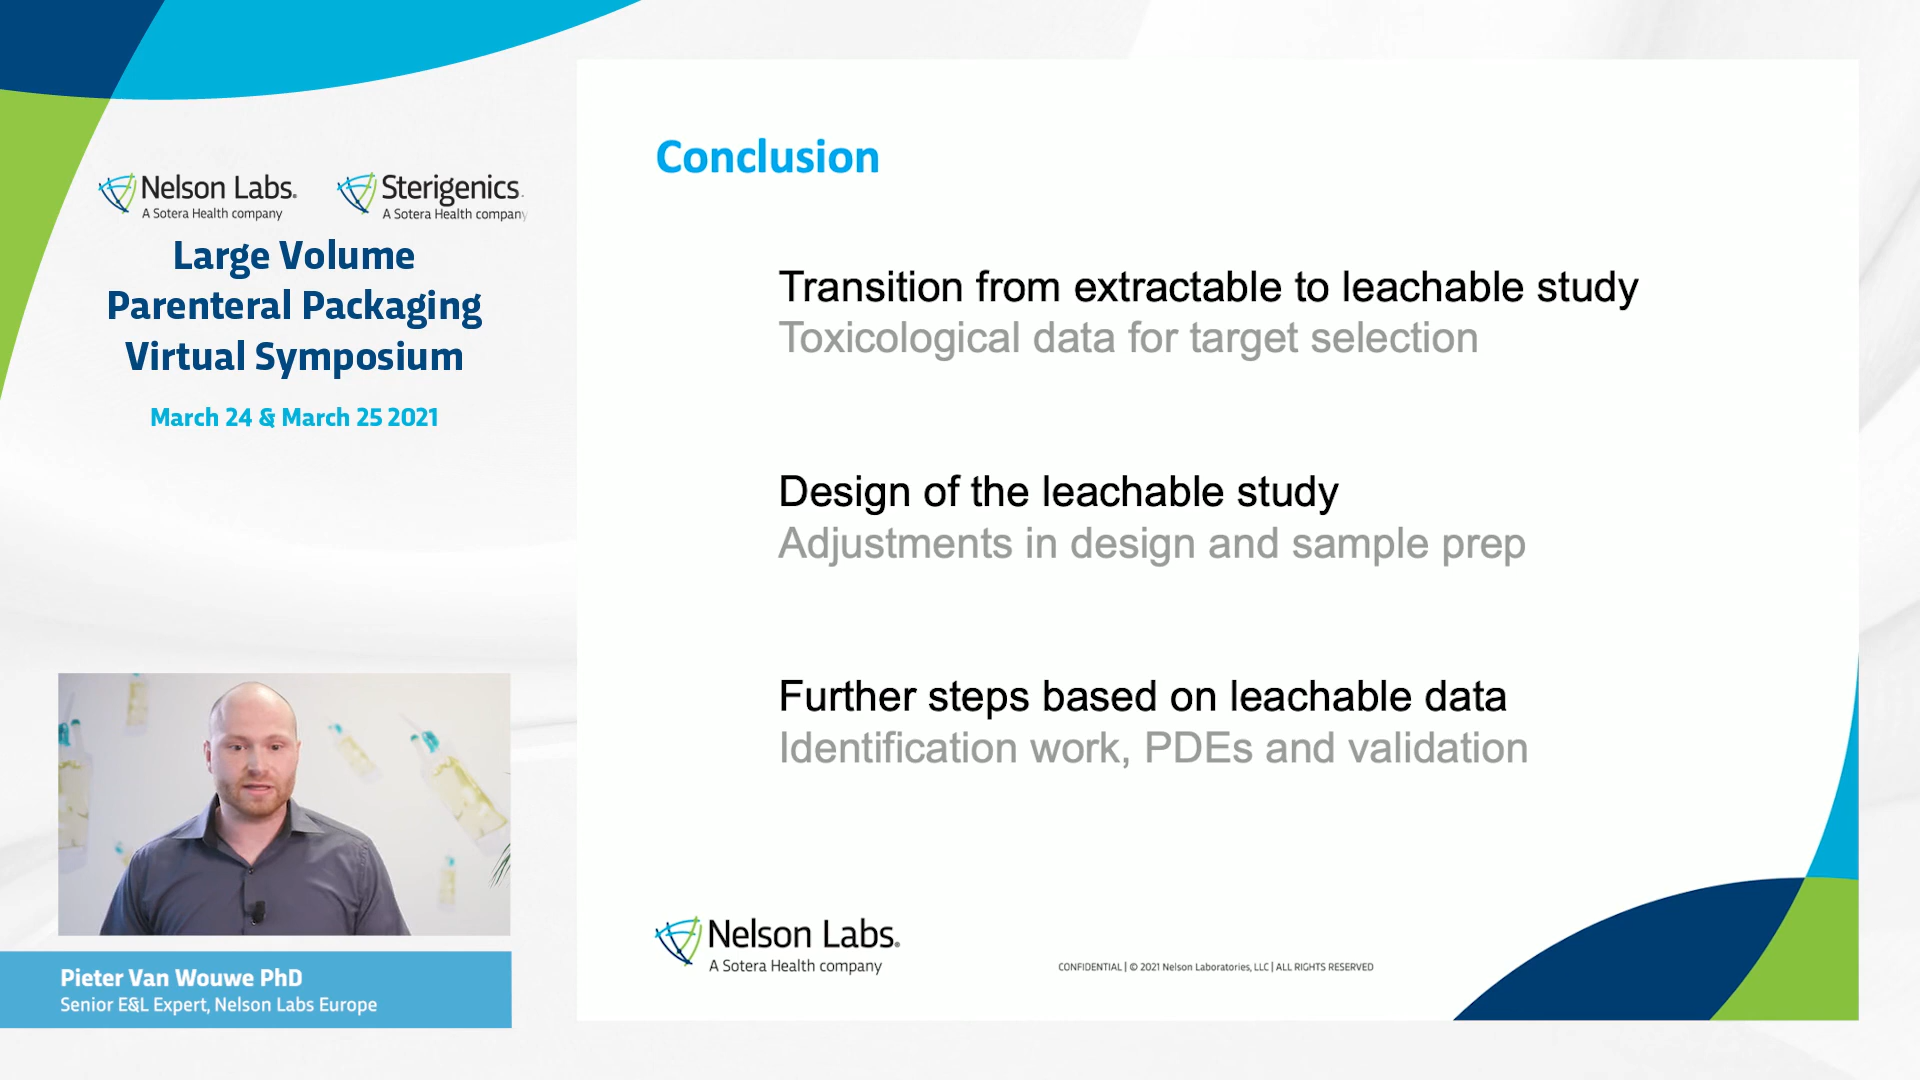 Nelson Labs.
A Sotera Health company
Sterigenics
A Sotera Health company
Large Volume
Parenteral Packaging
Virtual Symposium
March 24 & March 25 2021
Pieter Van Wouwe PhD
Senior E&L Expert, Nelson Labs Europe
Conclusion
Transition from extractable to leachable study
Toxicological data for target selection
Design of the leachable study
Adjustments in design and sample prep
Further steps based on leachable data
Identification work, PDEs and validation
Nelson Labs.
A Sotera Health company
CONFIDENTIAL | © 2021 Nelson Laboratories, LLC | ALL RIGHTS RESERVED